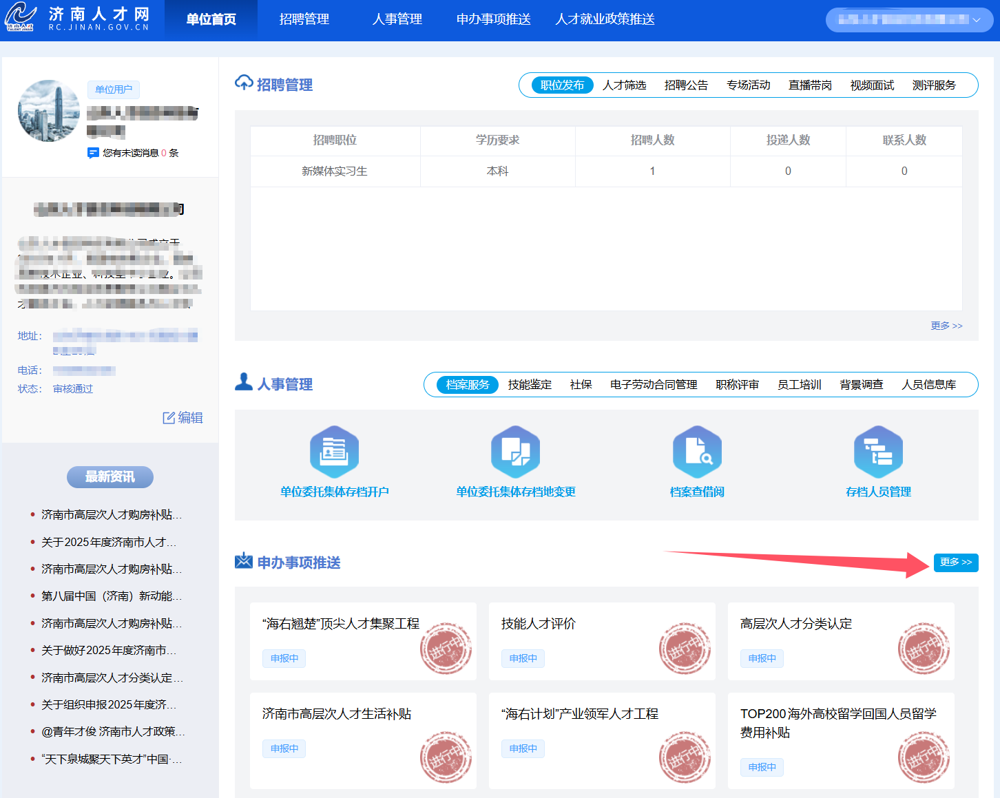 济南人才网
RC.JINAN.GOV.CN
单位首页
招聘管理
人事管理
申办事项推送
人才就业政策推送
单位用户
您有未读消息 0 条
地址：
电话：
状态： 审核通过
编辑
最新资讯
济南市高层次人才购房补贴…
关于2025年度济南市人才…
济南市高层次人才购房补贴…
第八届中国（济南）新动能…
济南市高层次人才购房补贴…
关于做好2025年度济南市…
济南市高层次人才分类认定…
关于组织申报2025年度济…
@青年才俊 济南市人才政策…
“天下泉城聚天下英才”中国·…
招聘管理
职位发布 人才筛选 招聘公告 专场活动 直播带岗 视频面试 测评服务
招聘职位 学历要求 招聘人数 投递人数 联系人数
新媒体实习生 本科 1 0 0
更多 >>
人事管理
档案服务 技能鉴定 社保 电子劳动合同管理 职称评审 员工培训 背景调查 人员信息库
单位委托集体存档开户 单位委托集体存档地变更 档案查借阅 存档人员管理
申办事项推送
更多 >>
“海右翘楚”顶尖人才集聚工程
申报中
进行中
技能人才评价
申报中
进行中
高层次人才分类认定
申报中
进行中
济南市高层次人才生活补贴
申报中
进行中
“海右计划”产业领军人才工程
申报中
进行中
TOP200海外高校留学回国人员留学
费用补贴
申报中
进行中